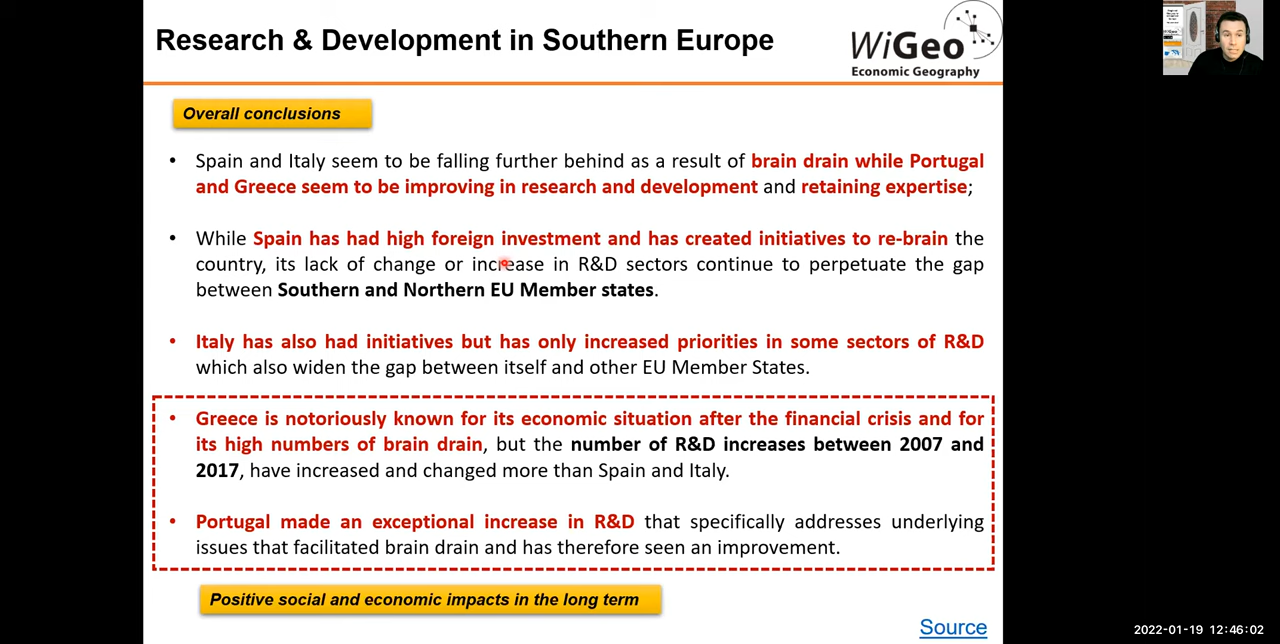 Research & Development in Southern Europe
WiGeo
Economic Geography
Overall conclusions
• Spain and Italy seem to be falling further behind as a result of brain drain while Portugal
and Greece seem to be improving in research and development and retaining expertise;
• While Spain has had high foreign investment and has created initiatives to re-brain the
country, its lack of change or increase in R&D sectors continue to perpetuate the gap
between Southern and Northern EU Member states.
• Italy has also had initiatives but has only increased priorities in some sectors of R&D
which also widen the gap between itself and other EU Member States.
• Greece is notoriously known for its economic situation after the financial crisis and for
its high numbers of brain drain, but the number of R&D increases between 2007 and
2017, have increased and changed more than Spain and Italy.
• Portugal made an exceptional increase in R&D that specifically addresses underlying
issues that facilitated brain drain and has therefore seen an improvement.
Positive social and economic impacts in the long term
Source
2022-01-19 12:46:02